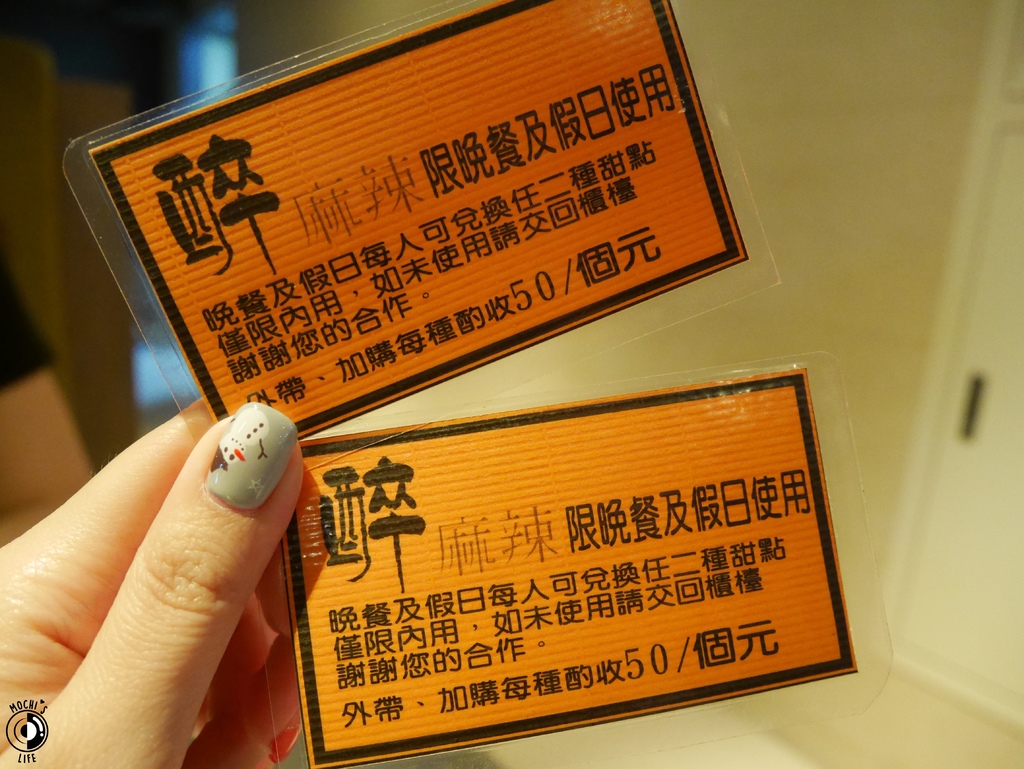 醉 麻辣 限晚餐及假日使用
晚餐及假日每人可兌換任二種甜點
僅限內用，如未使用請交回櫃檯
謝謝您的合作。
外帶、加購每種酌收50/個元
醉 麻辣 限晚餐及假日使用
晚餐及假日每人可兌換任二種甜點
僅限內用，如未使用請交回櫃檯
謝謝您的合作。
外帶、加購每種酌收50/個元
MOCHI'S
LIFE